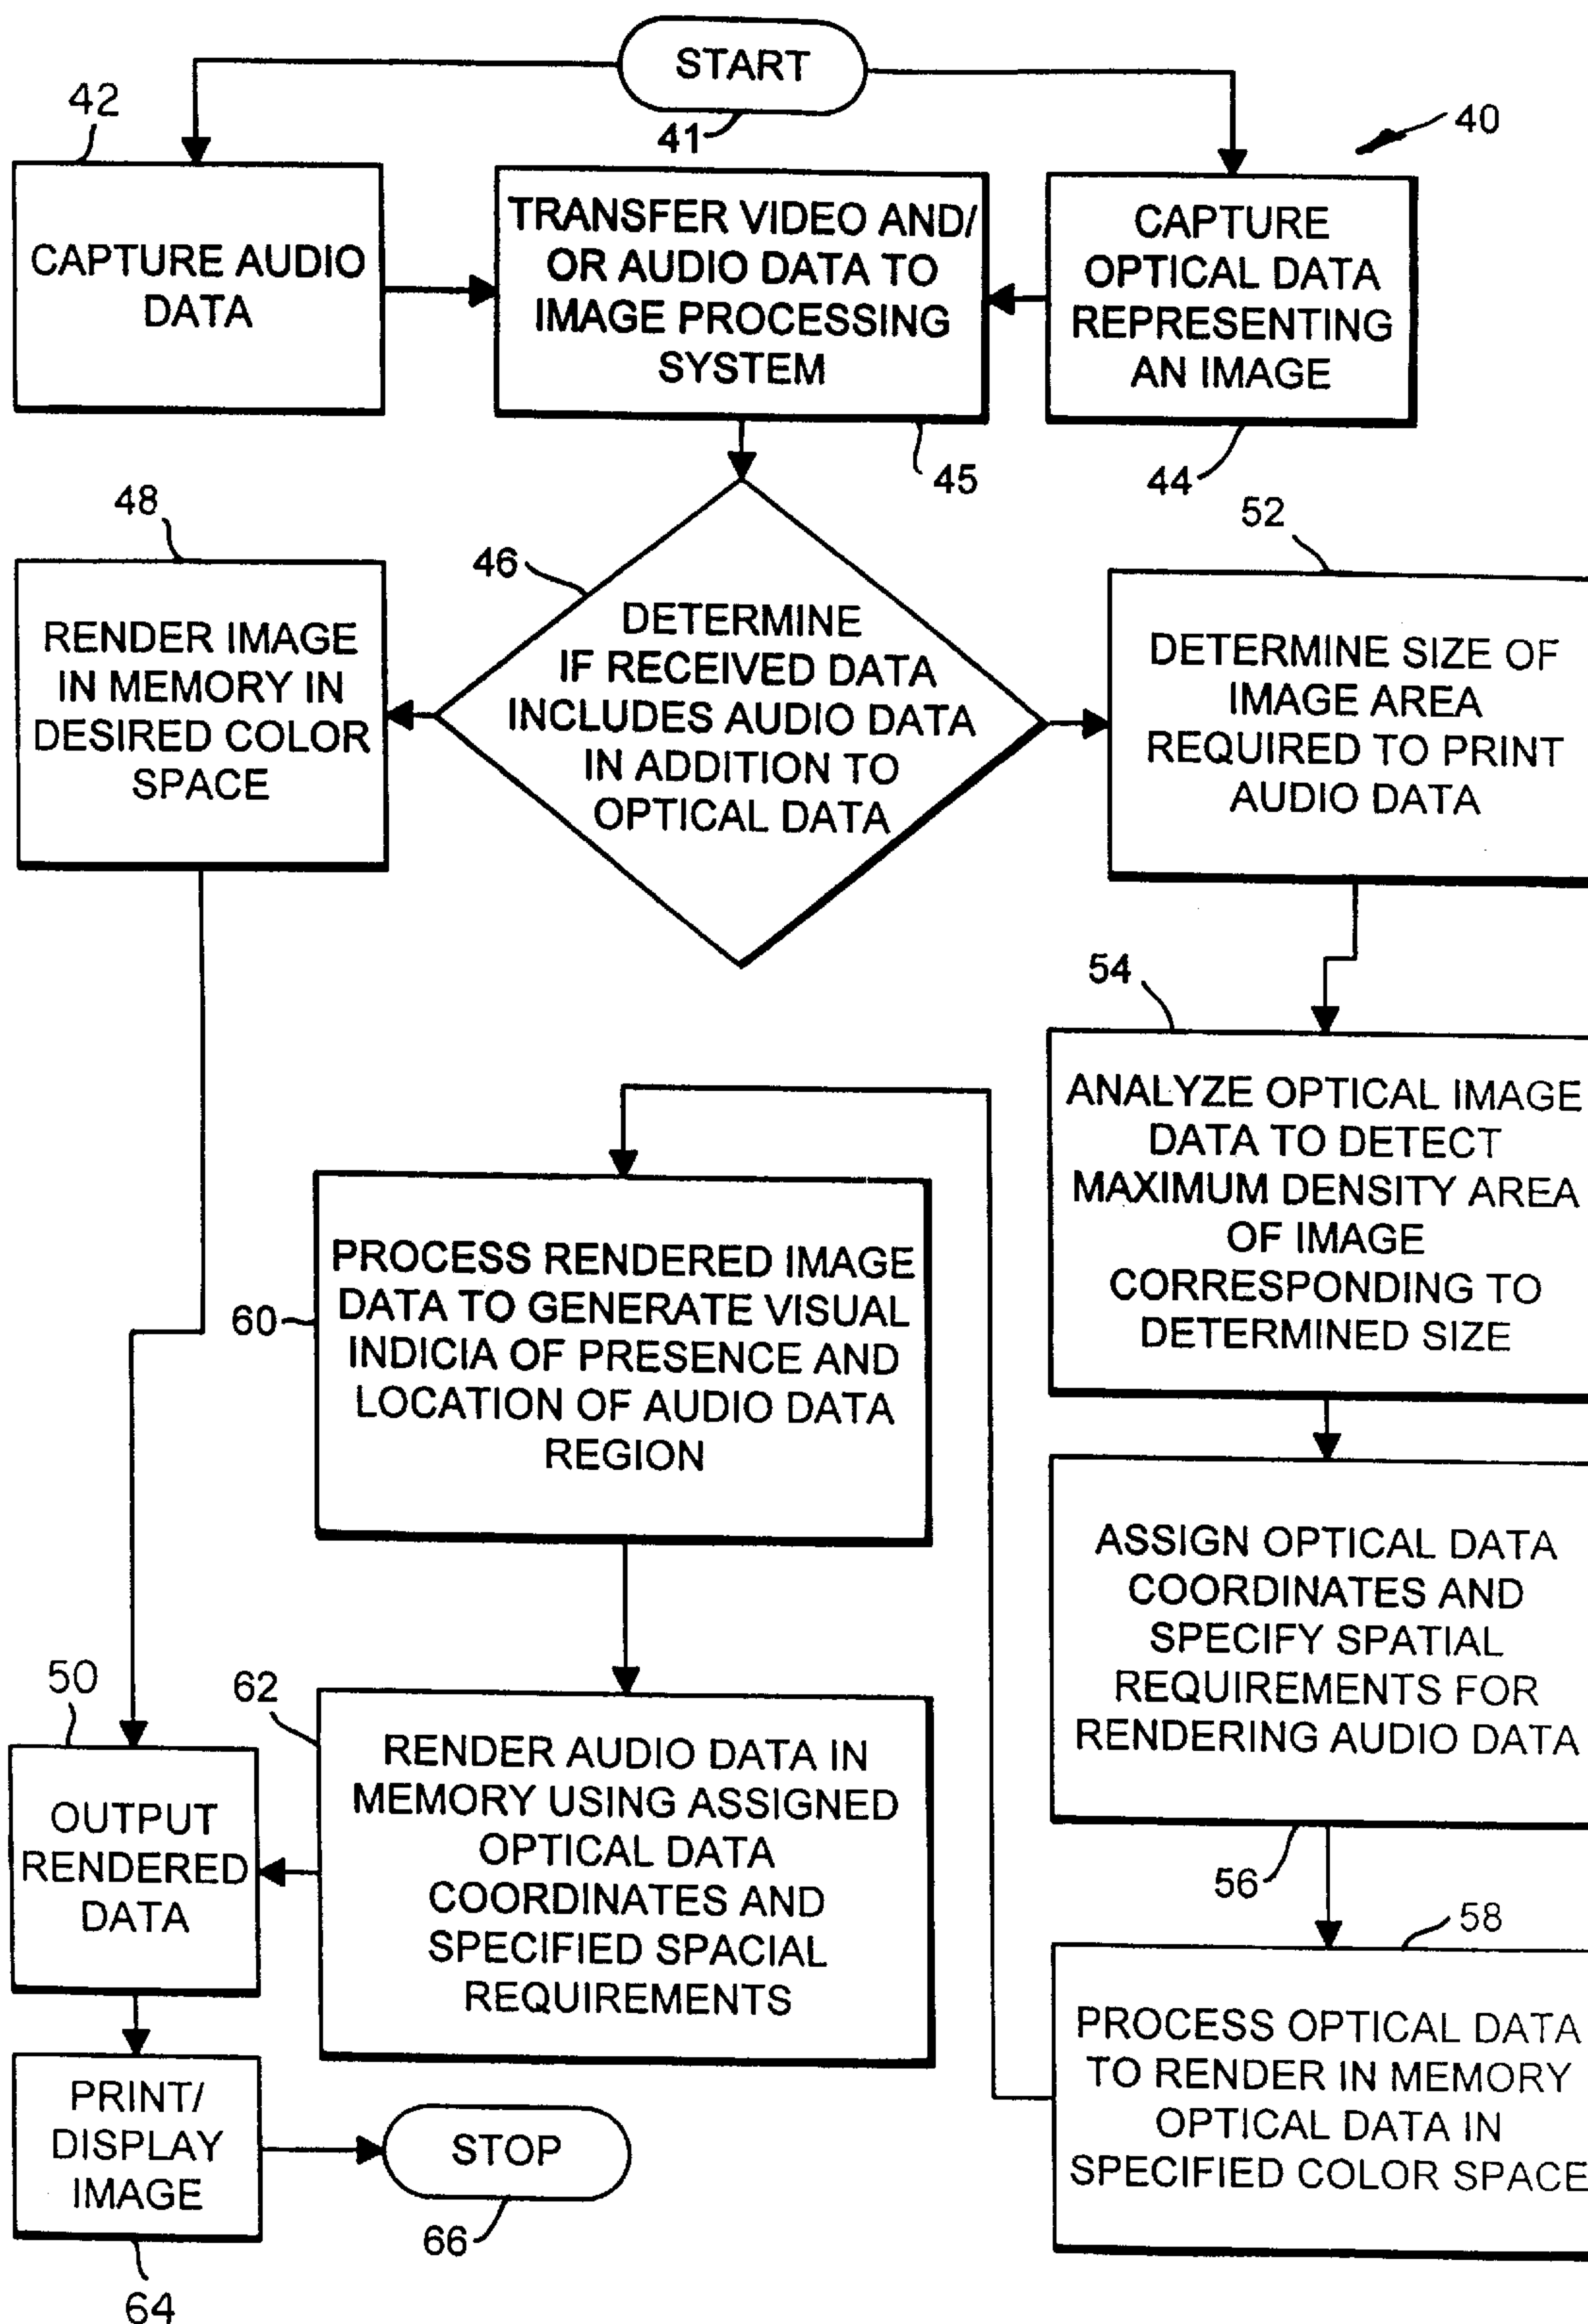 START
41
40
42
CAPTURE AUDIO
DATA
TRANSFER VIDEO AND/
OR AUDIO DATA TO
IMAGE PROCESSING
SYSTEM
45
CAPTURE
OPTICAL DATA
REPRESENTING
AN IMAGE
44
46
DETERMINE
IF RECEIVED DATA
INCLUDES AUDIO DATA
IN ADDITION TO
OPTICAL DATA
48
RENDER IMAGE
IN MEMORY IN
DESIRED COLOR
SPACE
52
DETERMINE SIZE OF
IMAGE AREA
REQUIRED TO PRINT
AUDIO DATA
54
ANALYZE OPTICAL IMAGE
DATA TO DETECT
MAXIMUM DENSITY AREA
OF IMAGE
CORRESPONDING TO
DETERMINED SIZE
ASSIGN OPTICAL DATA
COORDINATES AND
SPECIFY SPATIAL
REQUIREMENTS FOR
RENDERING AUDIO DATA
56
58
PROCESS OPTICAL DATA
TO RENDER IN MEMORY
OPTICAL DATA IN
SPECIFIED COLOR SPACE
60
PROCESS RENDERED IMAGE
DATA TO GENERATE VISUAL
INDICIA OF PRESENCE AND
LOCATION OF AUDIO DATA
REGION
62
RENDER AUDIO DATA IN
MEMORY USING ASSIGNED
OPTICAL DATA
COORDINATES AND
SPECIFIED SPACIAL
REQUIREMENTS
50
OUTPUT
RENDERED
DATA
PRINT/
DISPLAY
IMAGE
64
STOP
66